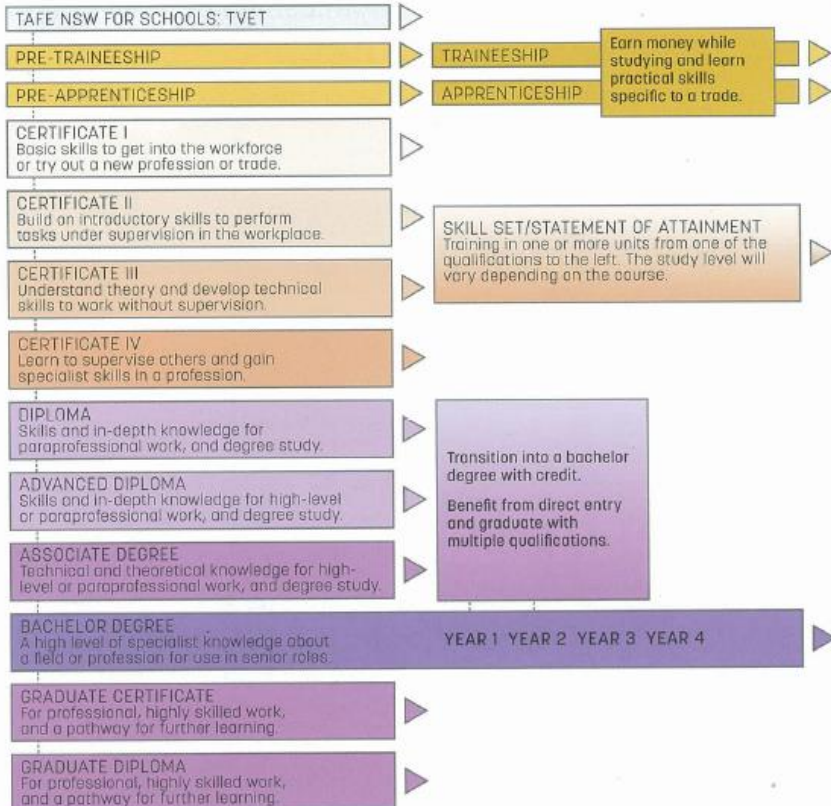 TAFE NSW FOR SCHOOLS: TVET
PRE-TRAINEESHIP
TRAINEESHIP
PRE-APPRENTICESHIP
APPRENTICESHIP
Earn money while
studying and learn
practical skills
specific to a trade.
CERTIFICATE I
Basic skills to get into the workforce
or try out a new profession or trade.
CERTIFICATE II
Build on introductory skills to perform
tasks under supervision in the workplace.
SKILL SET/STATEMENT OF ATTAINMENT
Training in one or more units from one of the
qualifications to the left. The study level will
vary depending on the course.
CERTIFICATE III
Understand theory and develop technical
skills to work without supervision.
CERTIFICATE IV
Learn to supervise others and gain
specialist skills in a profession.
DIPLOMA
Skills and in-depth knowledge for
paraprofessional work, and degree study.
ADVANCED DIPLOMA
Skills and in-depth knowledge for high-level
or paraprofessional work, and degree study.
ASSOCIATE DEGREE
Technical and theoretical knowledge for high-
level or paraprofessional work, and degree study.
Transition into a bachelor
degree with credit.
Benefit from direct entry
and graduate with
multiple qualifications.
BACHELOR DEGREE
A high level of specialist knowledge about
a field or profession for use in senior roles.
YEAR 1 YEAR 2 YEAR 3 YEAR 4
GRADUATE CERTIFICATE
For professional, highly skilled work,
and a pathway for further learning.
GRADUATE DIPLOMA
For professional, highly skilled work,
and a pathway for further learning.